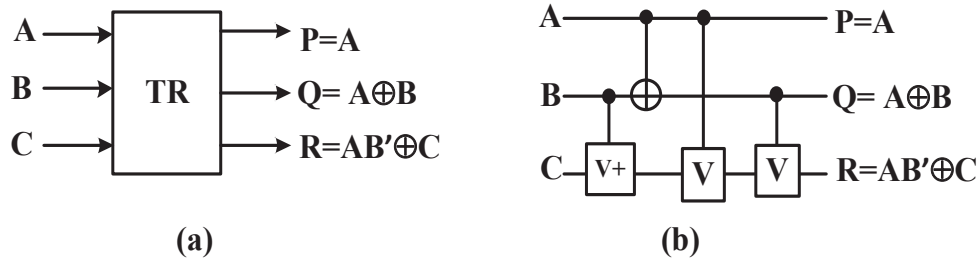 A
B
C
TR
P=A
Q= A⊕B
R=AB'⊕C
(a)
A
B
C
V+
V
V
P=A
Q= A⊕B
R=AB'⊕C
(b)